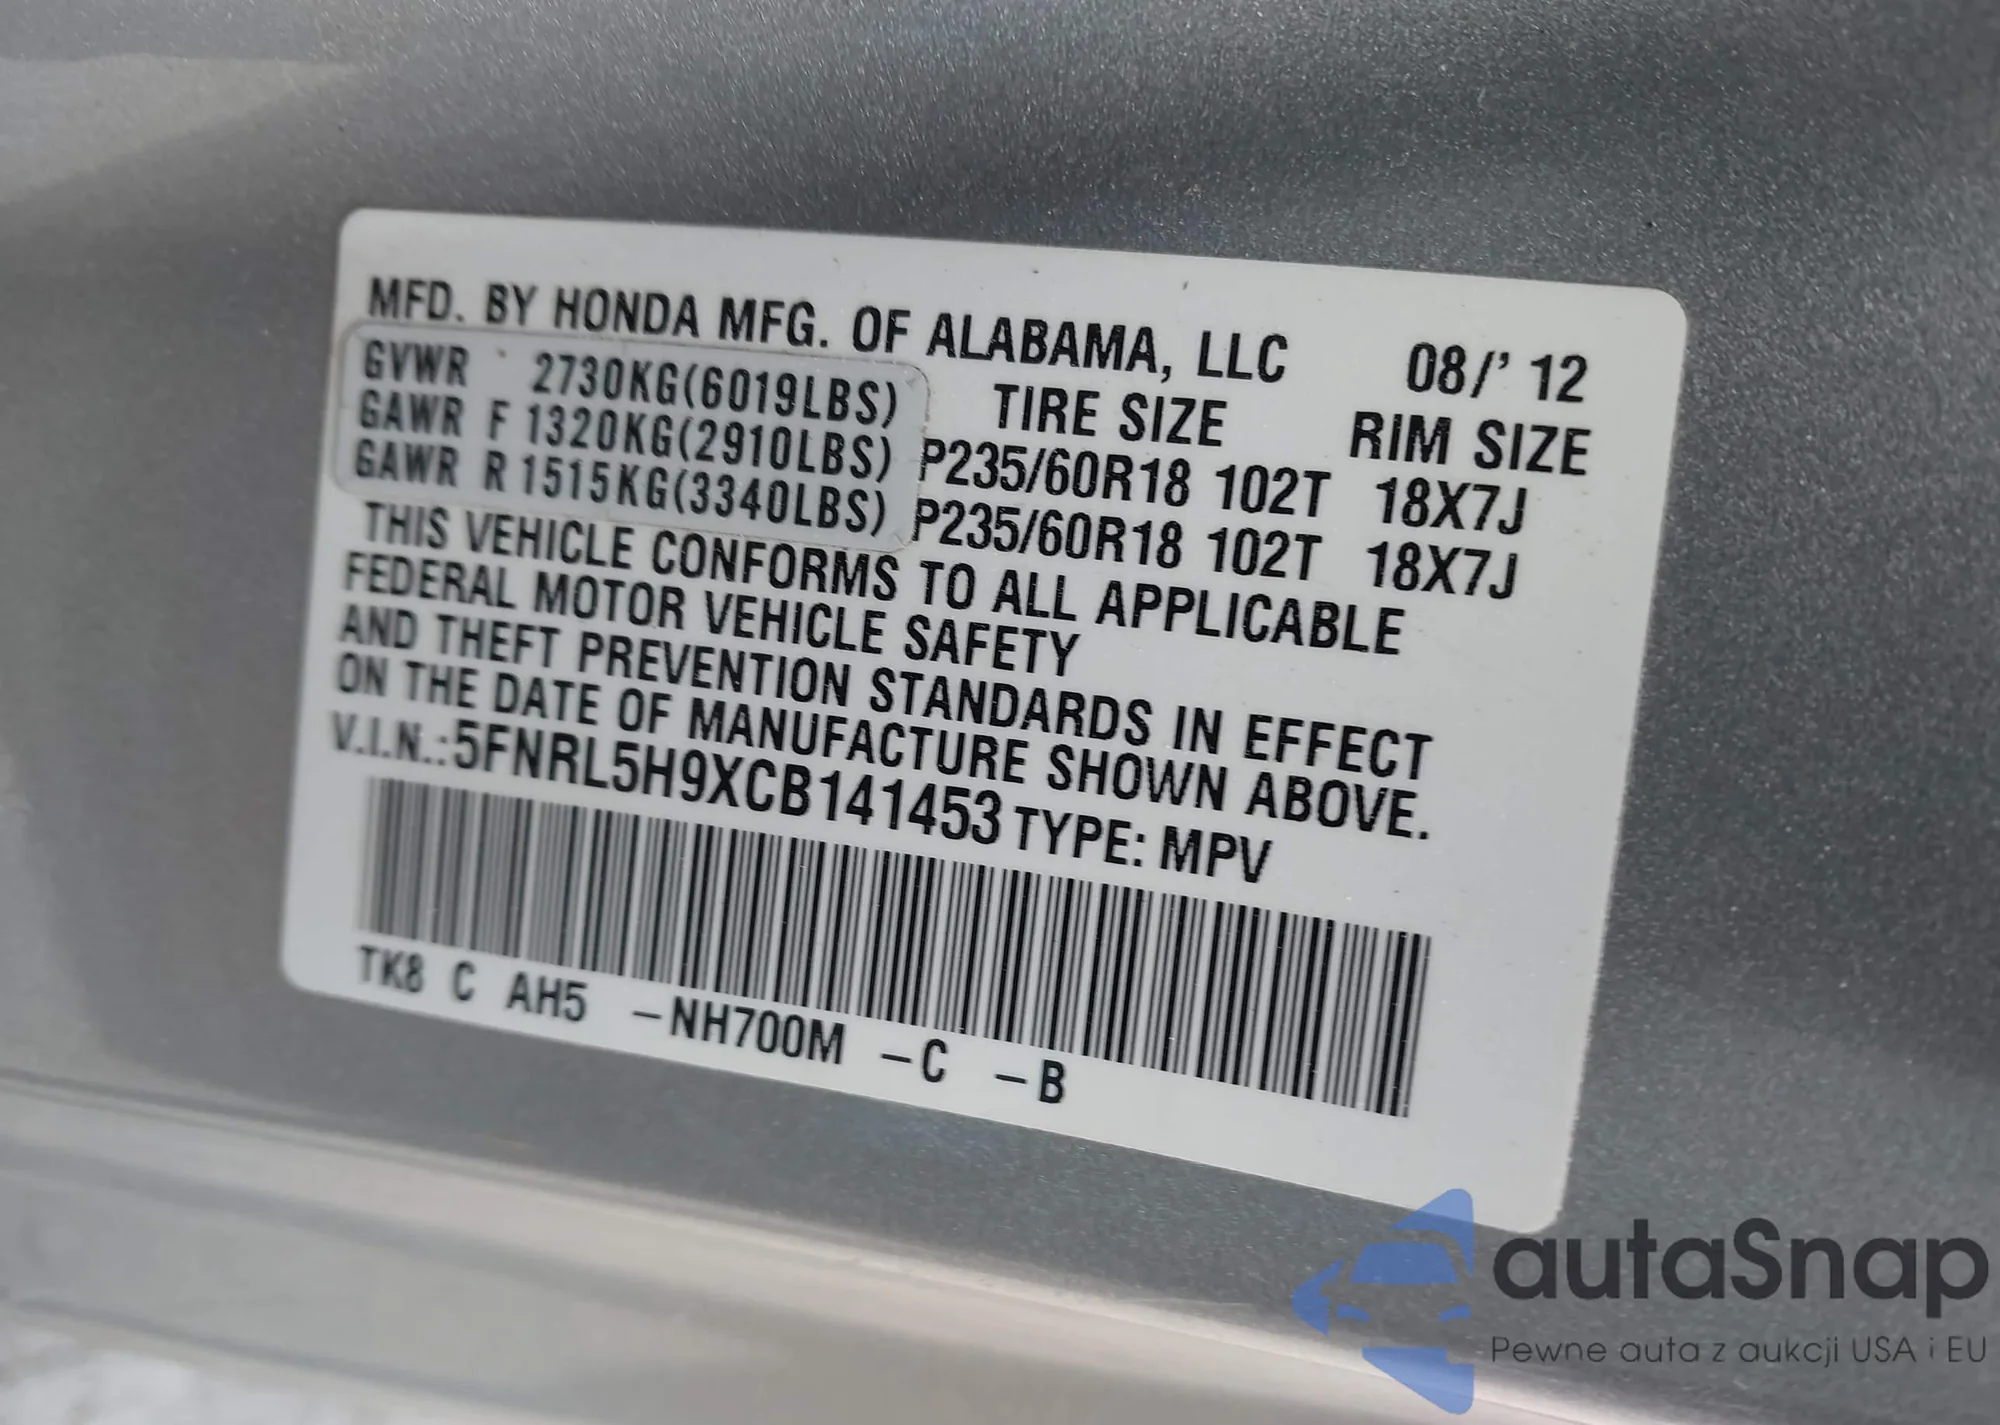 MFD. BY HONDA MFG. OF ALABAMA, LLC 08/' 12
GVWR 2730KG(6019LBS) TIRE SIZE RIM SIZE
GAWR F 1320KG(2910LBS) P235/60R18 102T 18X7J
GAWR R 1515KG(3340LBS) P235/60R18 102T 18X7J
THIS VEHICLE CONFORMS TO ALL APPLICABLE
FEDERAL MOTOR VEHICLE SAFETY
AND THEFT PREVENTION STANDARDS IN EFFECT
ON THE DATE OF MANUFACTURE SHOWN ABOVE.
V.I.N.:5FNRL5H9XCB141453 TYPE: MPV
TK8 C AH5 –NH700M –C –B
autaSnap
Pewne auta z aukcji USA i EU